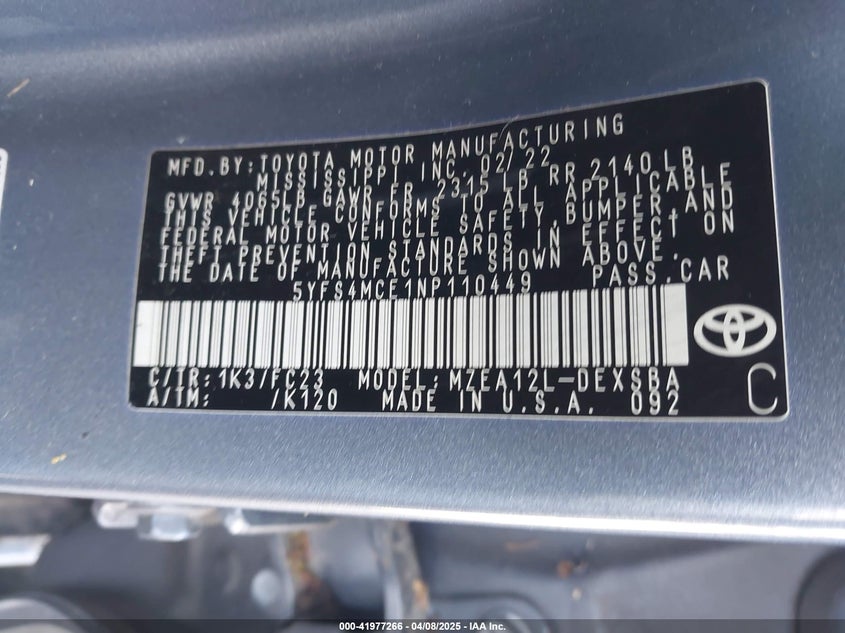 MFD.BY:TOYOTA MOTOR MANUFACTURING
MISSISSIPPI INC. 02/22
GVWR 4065LB GAWR FR 2315 LB RR 2140 LB
THIS VEHICLE CONFORMS TO ALL APPLICABLE
FEDERAL MOTOR VEHICLE SAFETY, BUMPER AND
THEFT PREVENTION STANDARDS IN EFFECT ON
THE DATE OF MANUFACTURE SHOWN ABOVE.
5YFS4MCE1NP110449 PASS.CAR
C/TR: 1K3/FC23 MODEL: MZEA12L-DEXSBA
A/TM: /K120 MADE IN U.S.A. 092
C
000-41977266 | 04/08/2025 - IAA Inc.